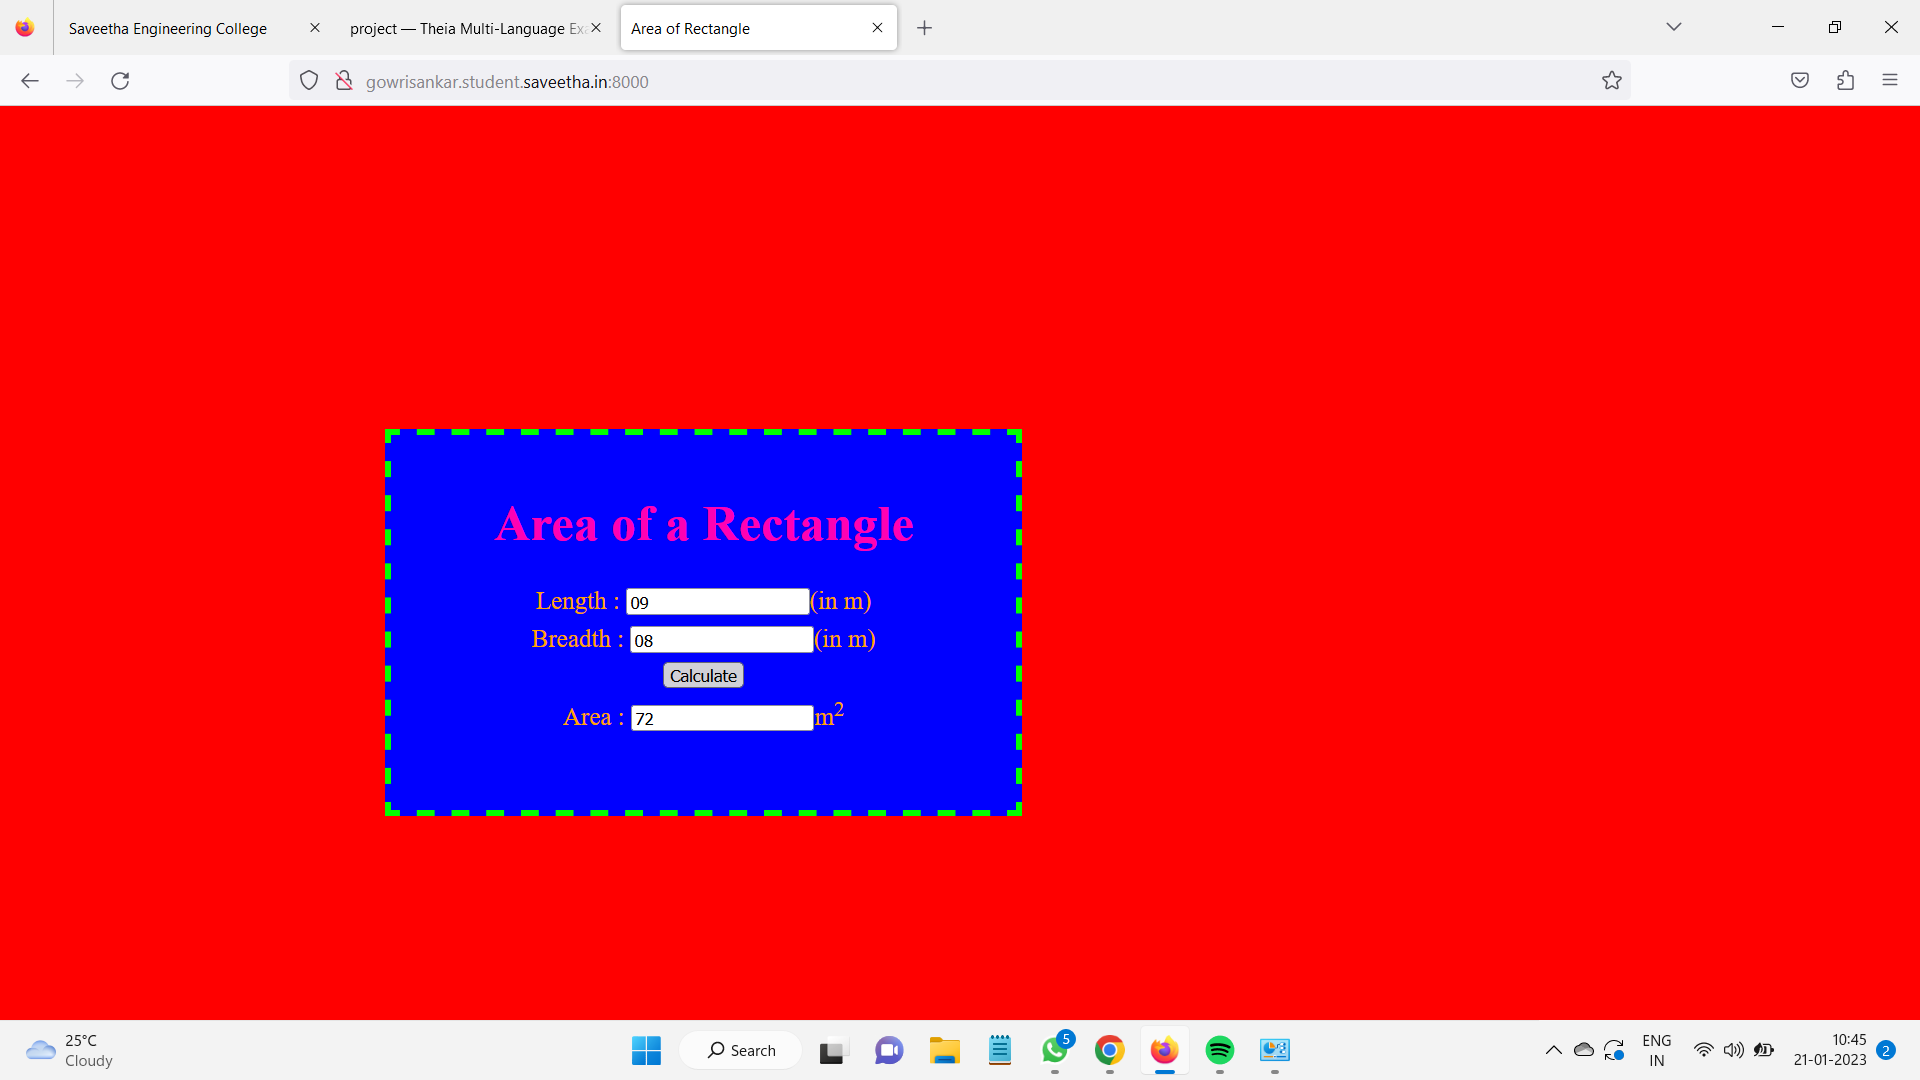 Saveetha Engineering College
project — Theia Multi-Language Exa
Area of Rectangle
gowrisankar.student.saveetha.in:8000
Area of a Rectangle
Length : 09 (in m)
Breadth : 08 (in m)
Calculate
Area : 72 m²
25°C
Cloudy
Search
5
ENG
IN
10:45
21-01-2023
2